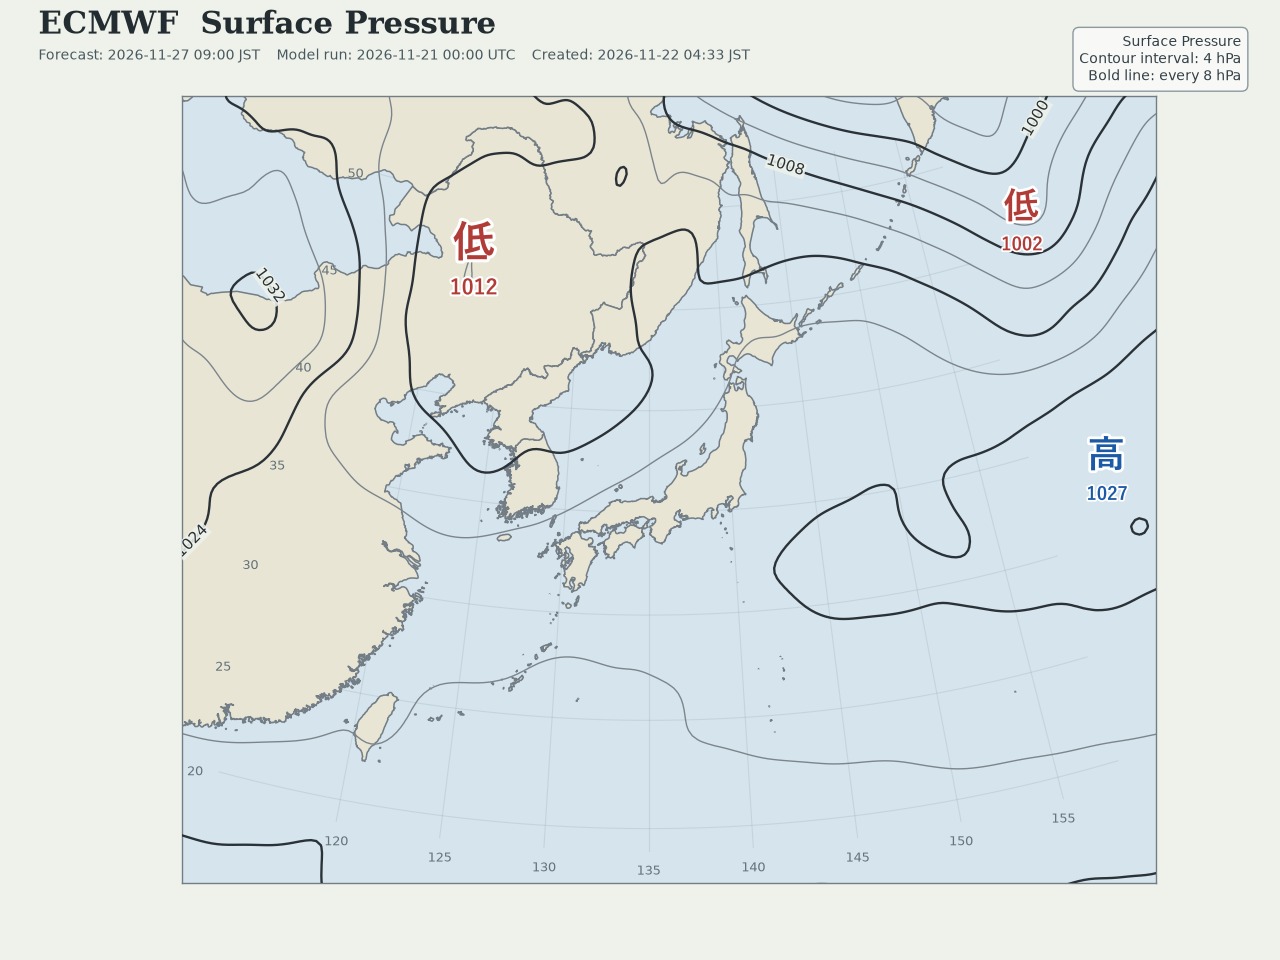 ECMWF  Surface Pressure
Forecast: 2026-11-27 09:00 JST    Model run: 2026-11-21 00:00 UTC    Created: 2026-11-22 04:33 JST
Surface Pressure
Contour interval: 4 hPa
Bold line: every 8 hPa
1000
1008
50
低
1002
低
1012
45
1032
40
高
1027
35
1024
30
25
20
120
125
130
135
140
145
150
155